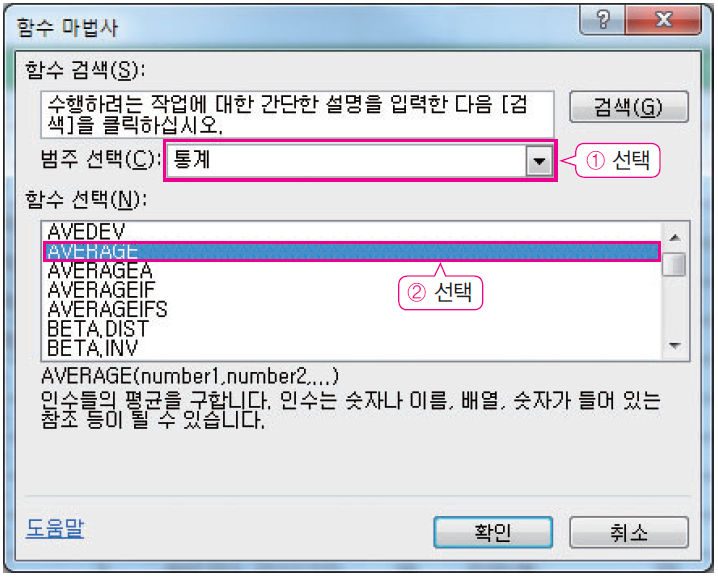 함수 마법사
함수 검색(S):
수행하려는 작업에 대한 간단한 설명을 입력한 다음 [검
색]을 클릭하십시오.
검색(G)
범주 선택(C): 통계
① 선택
함수 선택(N):
AVEDEV
AVERAGE
AVERAGEA
AVERAGEIF
AVERAGEIFS
BETA.DIST
BETA.INV
② 선택
AVERAGE(number1,number2,...)
인수들의 평균을 구합니다. 인수는 숫자나 이름, 배열, 숫자가 들어 있는
참조 등이 될 수 있습니다.
도움말
확인
취소